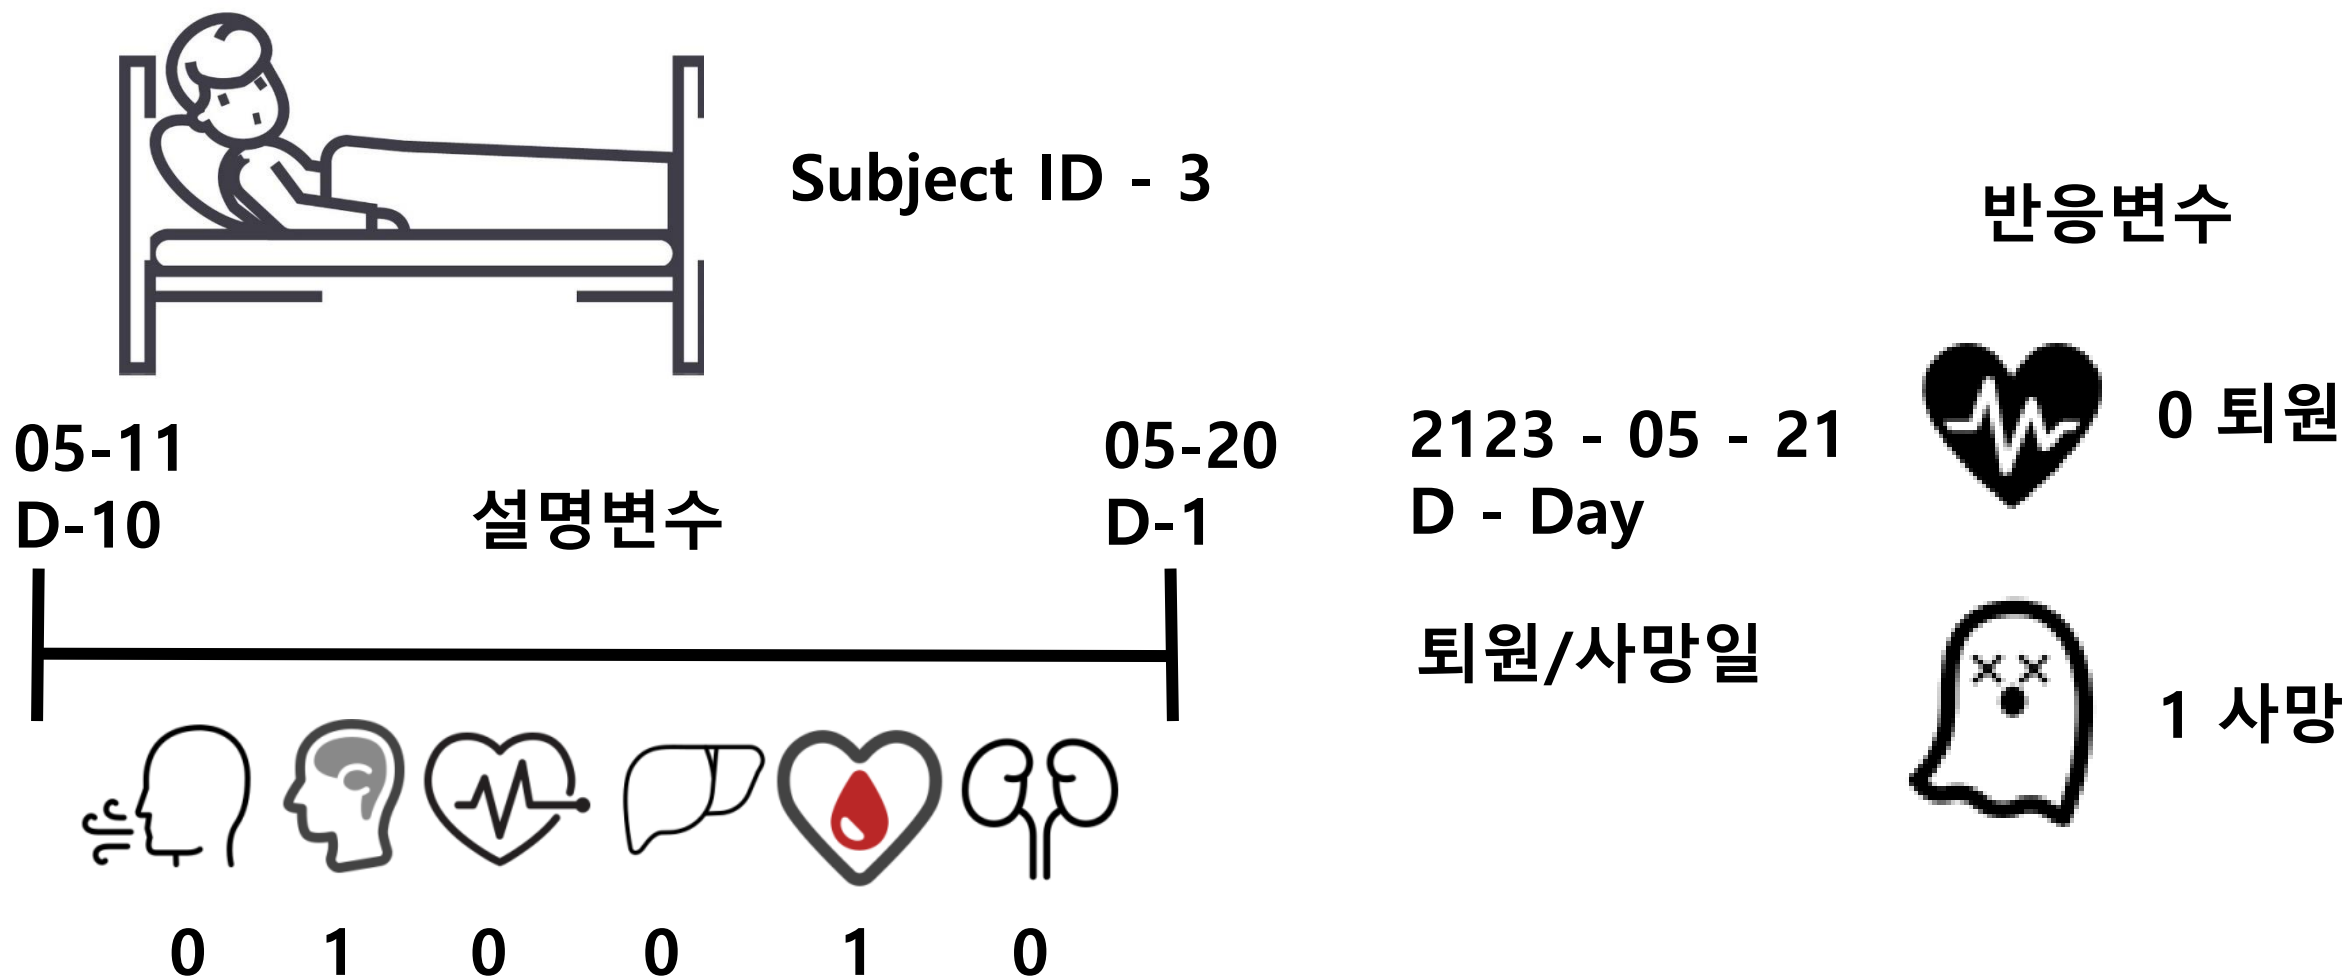 Subject ID - 3
반응변수
0 퇴원
05-11
D-10
설명변수
05-20
D-1
2123 - 05 - 21
D - Day
퇴원/사망일
1 사망
0 1 0 0 1 0